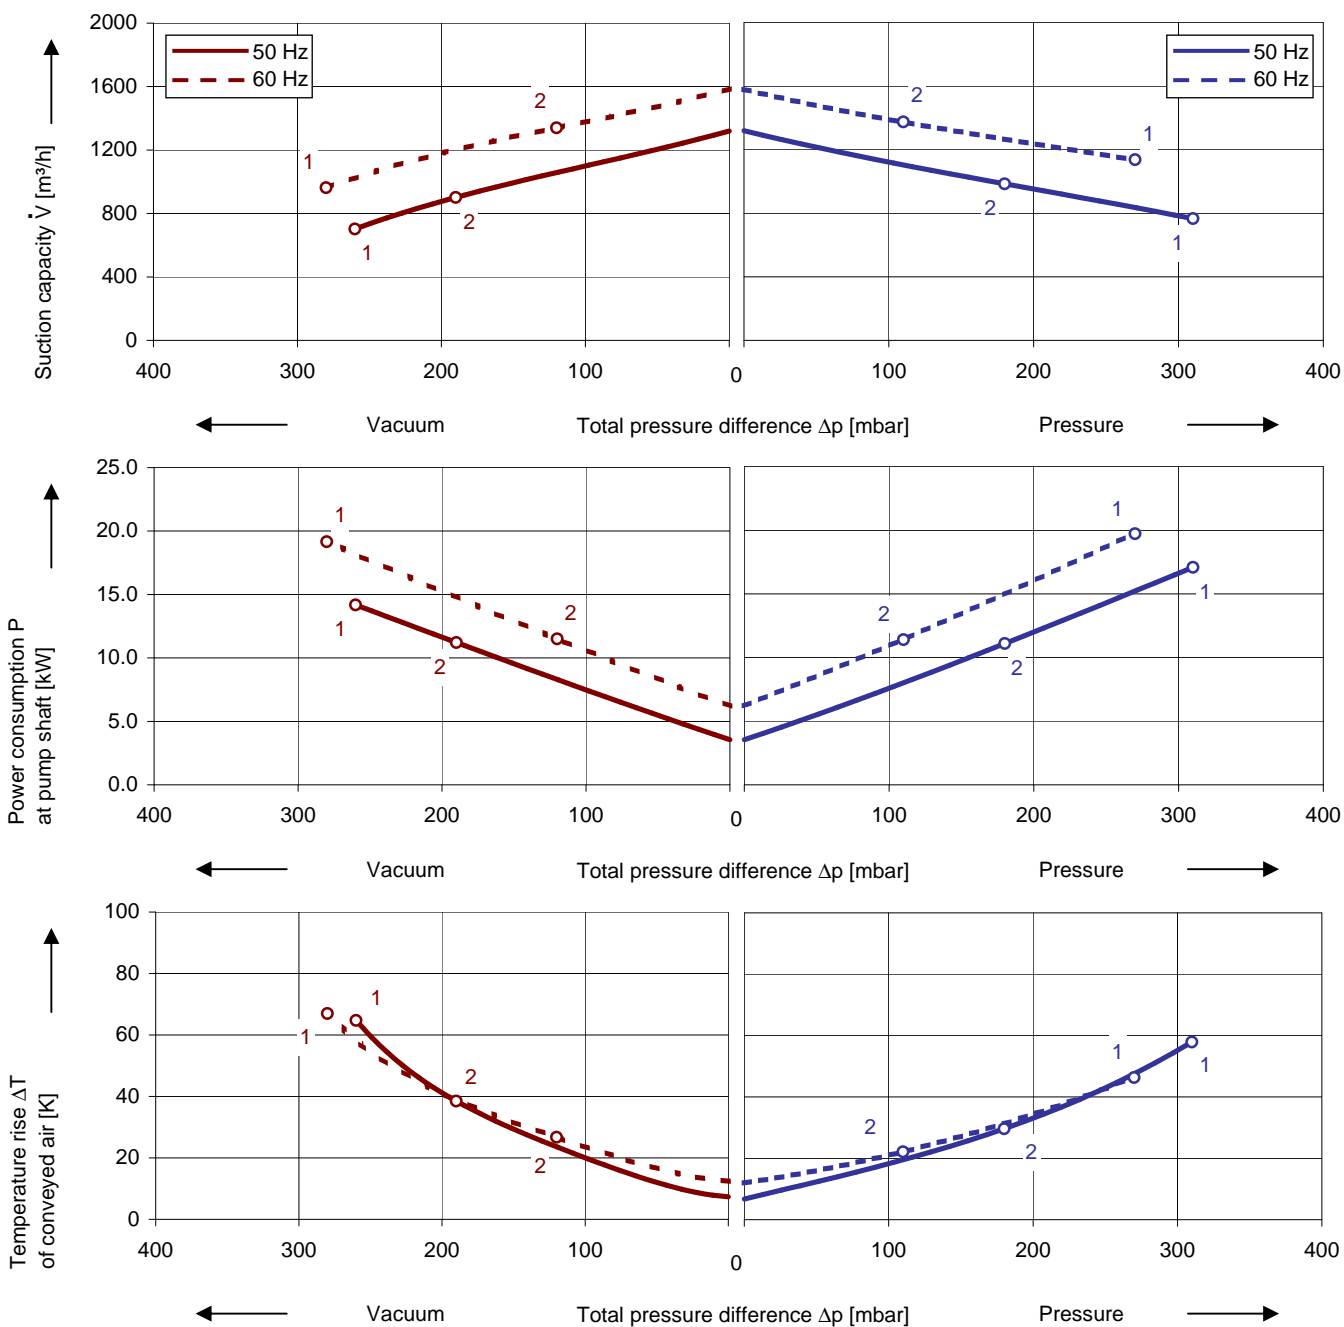 2000
1600
1200
800
400
0
Suction capacity V̇ [m³/h]
50 Hz
60 Hz
50 Hz
60 Hz
1
2
1
2
2
1
2
1
400 300 200 100 0 100 200 300 400
Vacuum Total pressure difference Δp [mbar] Pressure
25.0
20.0
15.0
10.0
5.0
0.0
Power consumption P
at pump shaft [kW]
1
2
1
2
1
2
1
2
400 300 200 100 0 100 200 300 400
Vacuum Total pressure difference Δp [mbar] Pressure
100
80
60
40
20
0
Temperature rise ΔT
of conveyed air [K]
1
1
2
2
1
1
2
2
400 300 200 100 0 100 200 300 400
Vacuum Total pressure difference Δp [mbar] Pressure